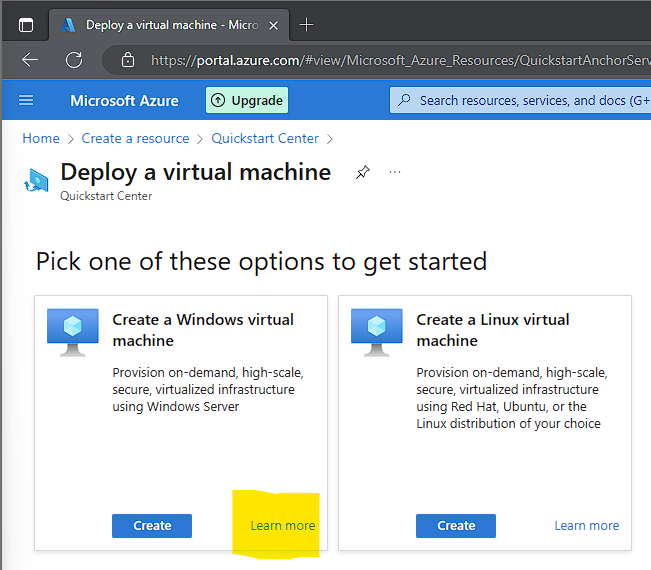 Deploy a virtual machine - Micro
https://portal.azure.com/#view/Microsoft_Azure_Resources/QuickstartAnchorSer
Microsoft Azure
Upgrade
Search resources, services, and docs (G+
Home > Create a resource > Quickstart Center >
Deploy a virtual machine
...
Quickstart Center
Pick one of these options to get started
Create a Windows virtual
machine
Provision on-demand, high-scale,
secure, virtualized infrastructure
using Windows Server
Create
Learn more
Create a Linux virtual
machine
Provision on-demand, high-scale,
secure, virtualized infrastructure
using Red Hat, Ubuntu, or the
Linux distribution of your choice
Create
Learn more